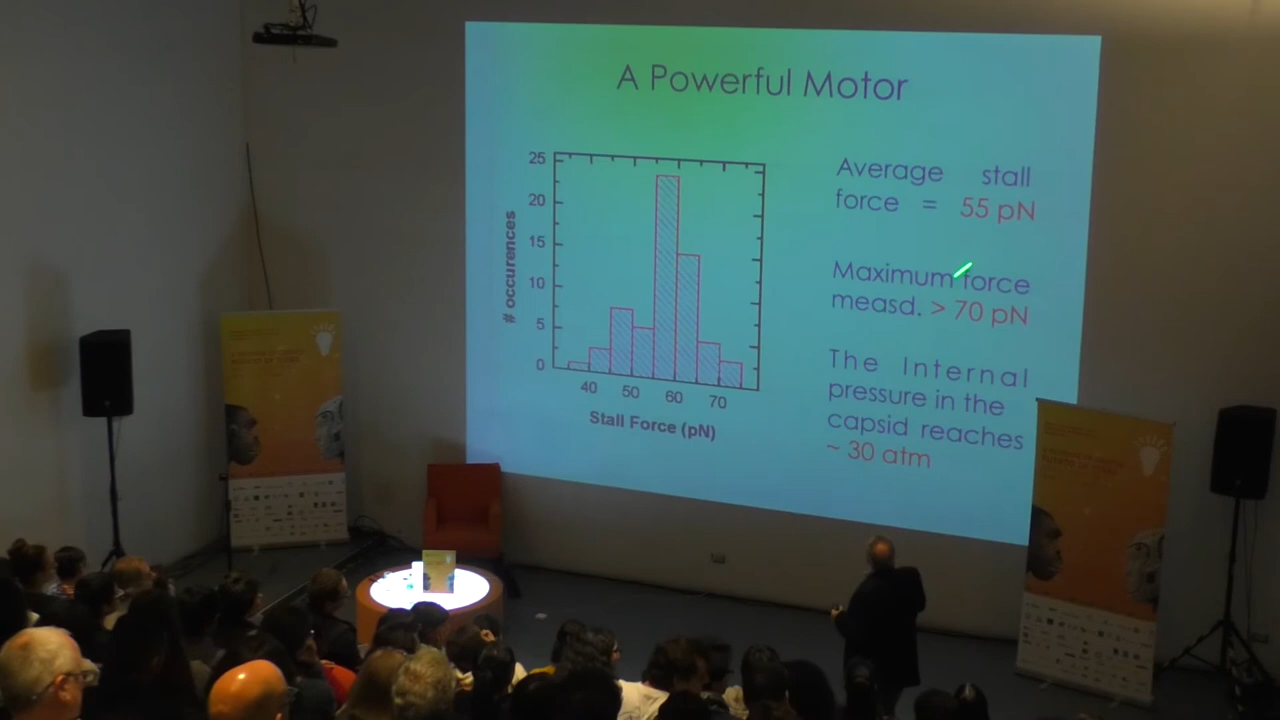 A Powerful Motor
25
20
15
10
5
0
# occurences
40 50 60 70
Stall Force (pN)
Average stall
force = 55 pN
Maximum force
measd. > 70 pN
The Internal
pressure in the
capsid reaches
~ 30 atm